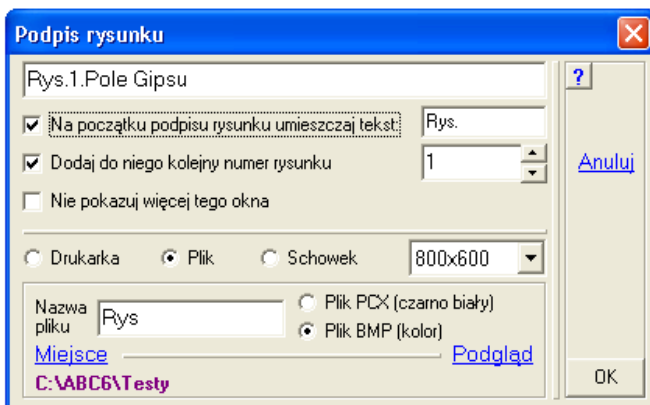 Podpis rysunku
Rys.1.Pole Gipsu
?
Na początku podpisu rysunku umieszczaj tekst: Rys.
Dodaj do niego kolejny numer rysunku 1
Anuluj
Nie pokazuj więcej tego okna
Drukarka Plik Schowek 800x600
Nazwa pliku Rys
Plik PCX (czarno biały)
Plik BMP (kolor)
Miejsce Podgląd
C:\ABC6\Testy
OK